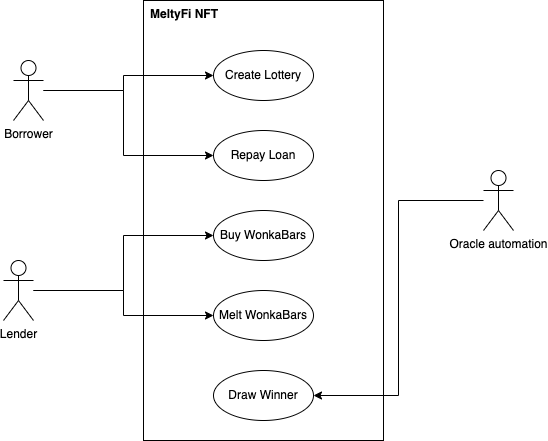 MeltyFi NFT
Create Lottery
Borrower
Repay Loan
Buy WonkaBars
Oracle automation
Melt WonkaBars
Lender
Draw Winner